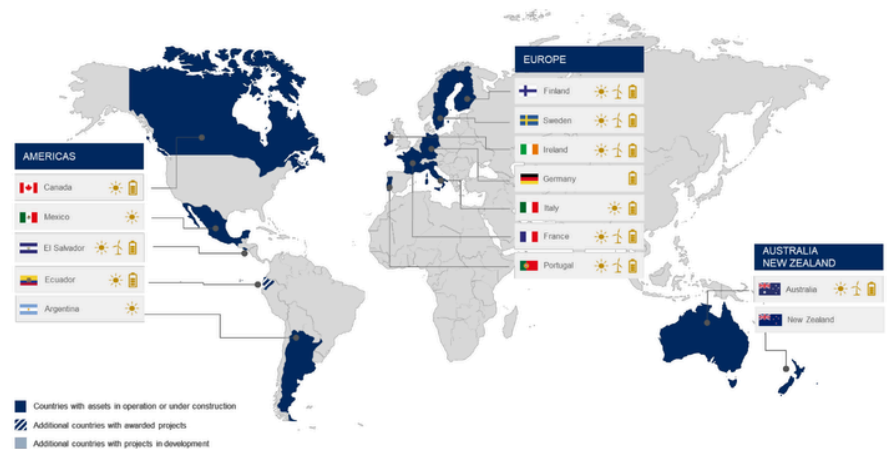 EUROPE
Finland
Sweden
Ireland
Germany
Italy
France
Portugal
AMERICAS
Canada
Mexico
El Salvador
Ecuador
Argentina
AUSTRALIA
NEW ZEALAND
Australia
New Zealand
Countries with assets in operation or under construction
Additional countries with awarded projects
Additional countries with projects in development